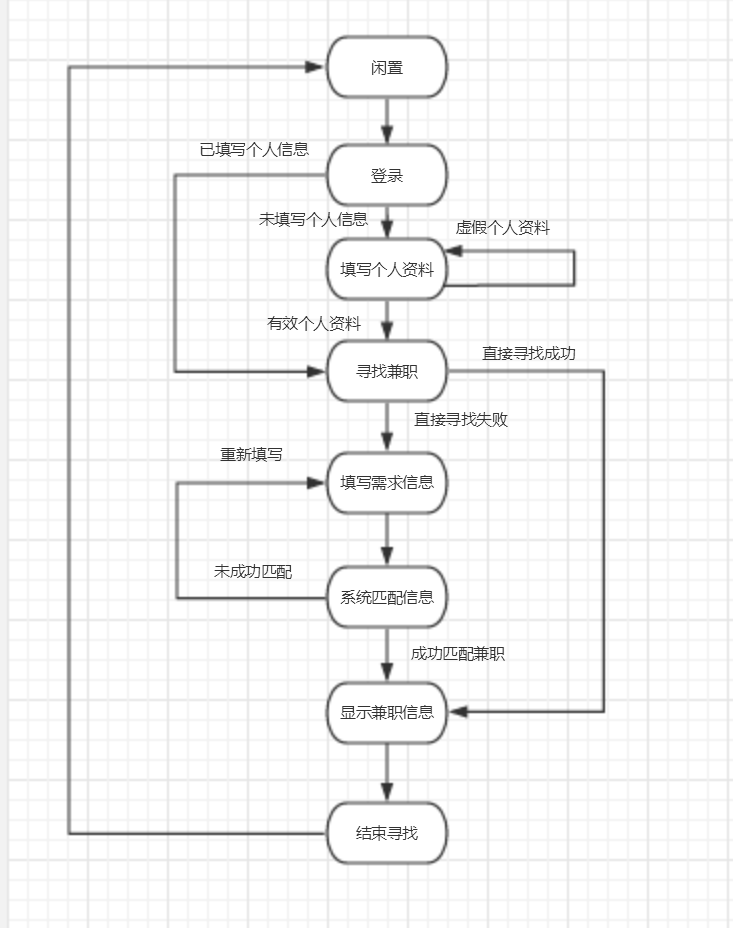 闲置
已填写个人信息
登录
未填写个人信息
虚假个人资料
填写个人资料
有效个人资料
直接寻找成功
寻找兼职
直接寻找失败
重新填写
填写需求信息
未成功匹配
系统匹配信息
成功匹配兼职
显示兼职信息
结束寻找